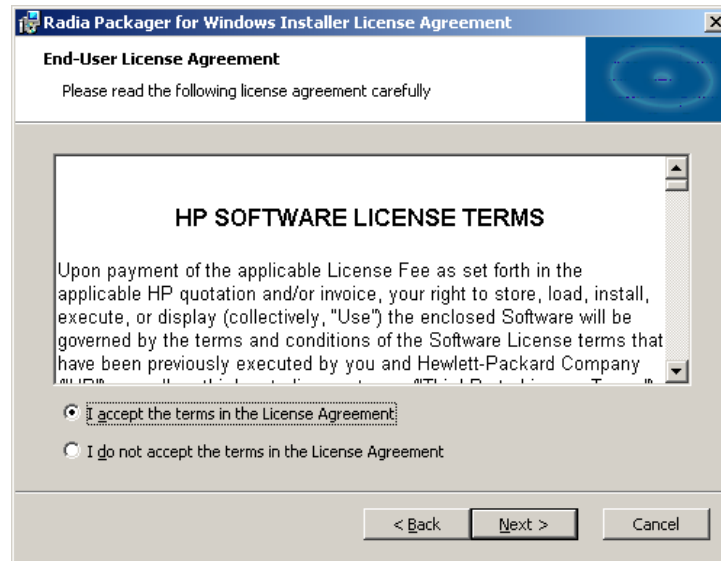 Radia Packager for Windows Installer License Agreement
End-User License Agreement
Please read the following license agreement carefully
HP SOFTWARE LICENSE TERMS
Upon payment of the applicable License Fee as set forth in the
applicable HP quotation and/or invoice, your right to store, load, install,
execute, or display (collectively, "Use") the enclosed Software will be
governed by the terms and conditions of the Software License terms that
have been previously executed by you and Hewlett-Packard Company
I accept the terms in the License Agreement
I do not accept the terms in the License Agreement
< Back Next > Cancel